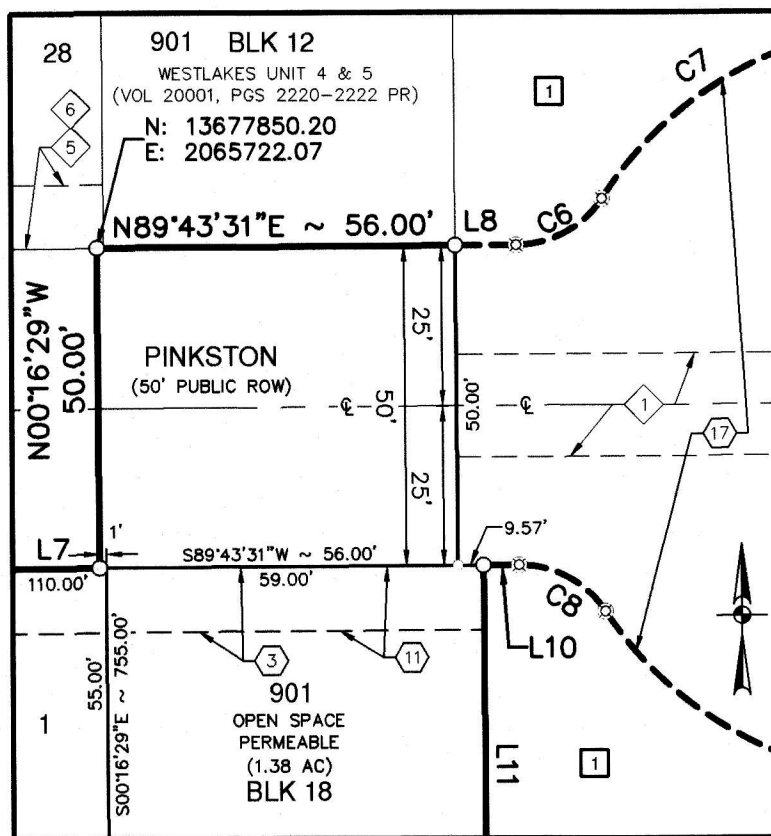 28
901 BLK 12
WESTLAKES UNIT 4 & 5
(VOL 20001, PGS 2220-2222 PR)
N: 13677850.20
E: 2065722.07
6
5
1
C7
C6
N89°43'31"E ~ 56.00'
L8
N00°16'29"W
50.00'
PINKSTON
(50' PUBLIC ROW)
25'
50'
25'
50.00'
℄
℄
1
17
L7
1'
S89°43'31"W ~ 56.00'
9.57'
110.00'
59.00'
C8
L10
55.00'
S00°16'29"E ~ 755.00'
3
11
901
OPEN SPACE
PERMEABLE
(1.38 AC)
BLK 18
1
L11
1